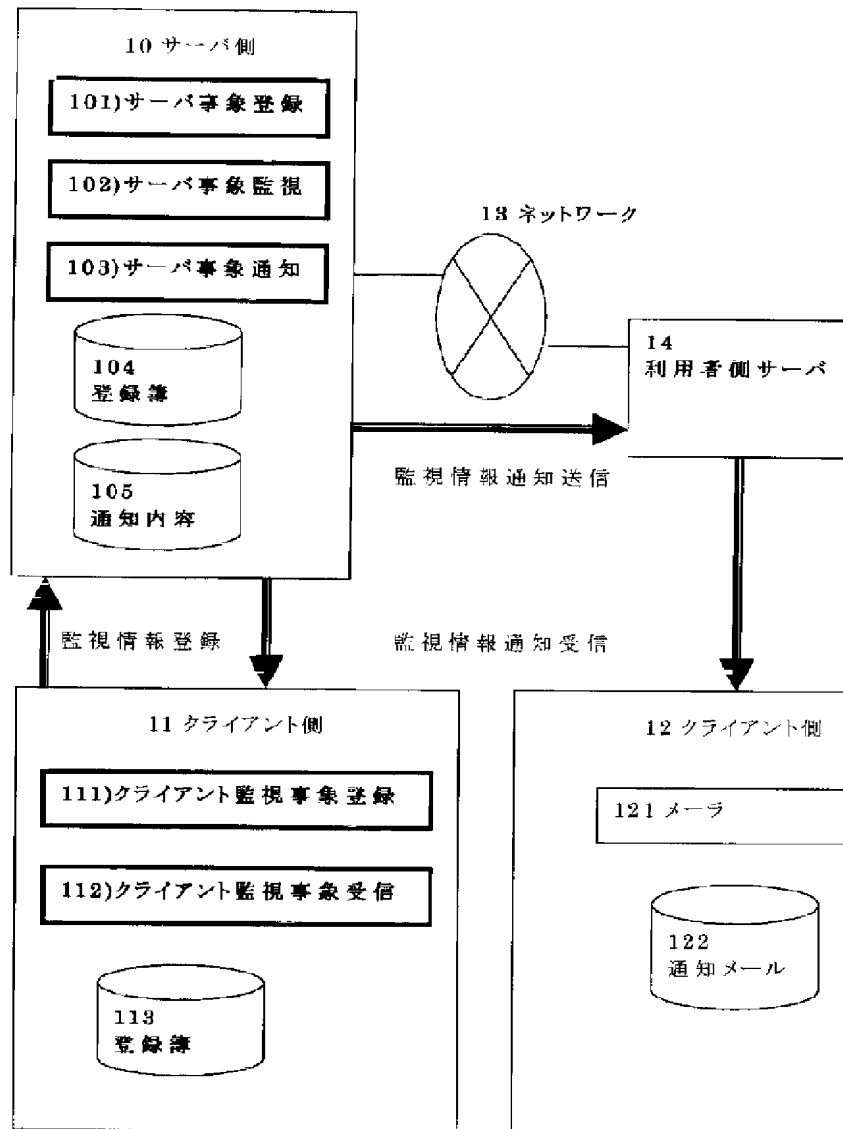 10 サーバ側
101)サーバ事象登録
102)サーバ事象監視
103)サーバ事象通知
104
登録簿
105
通知内容
13 ネットワーク
14
利用者側サーバ
監視情報通知送信
監視情報登録
監視情報通知受信
11 クライアント側
111)クライアント監視事象登録
112)クライアント監視事象受信
113
登録簿
12 クライアント側
121 メーラ
122
通知メール